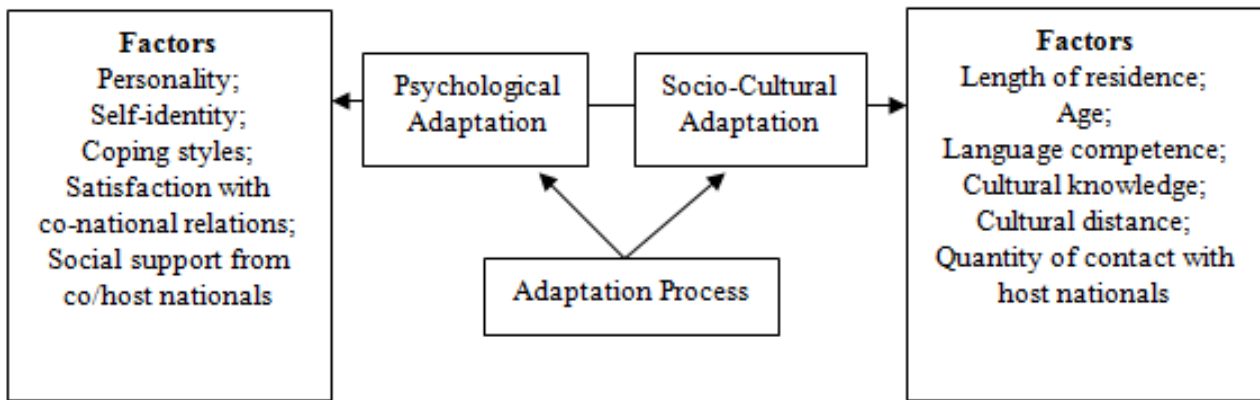 Factors
Personality;
Self-identity;
Coping styles;
Satisfaction with
co-national relations;
Social support from
co/host nationals
Psychological
Adaptation
Socio-Cultural
Adaptation
Adaptation Process
Factors
Length of residence;
Age;
Language competence;
Cultural knowledge;
Cultural distance;
Quantity of contact with
host nationals